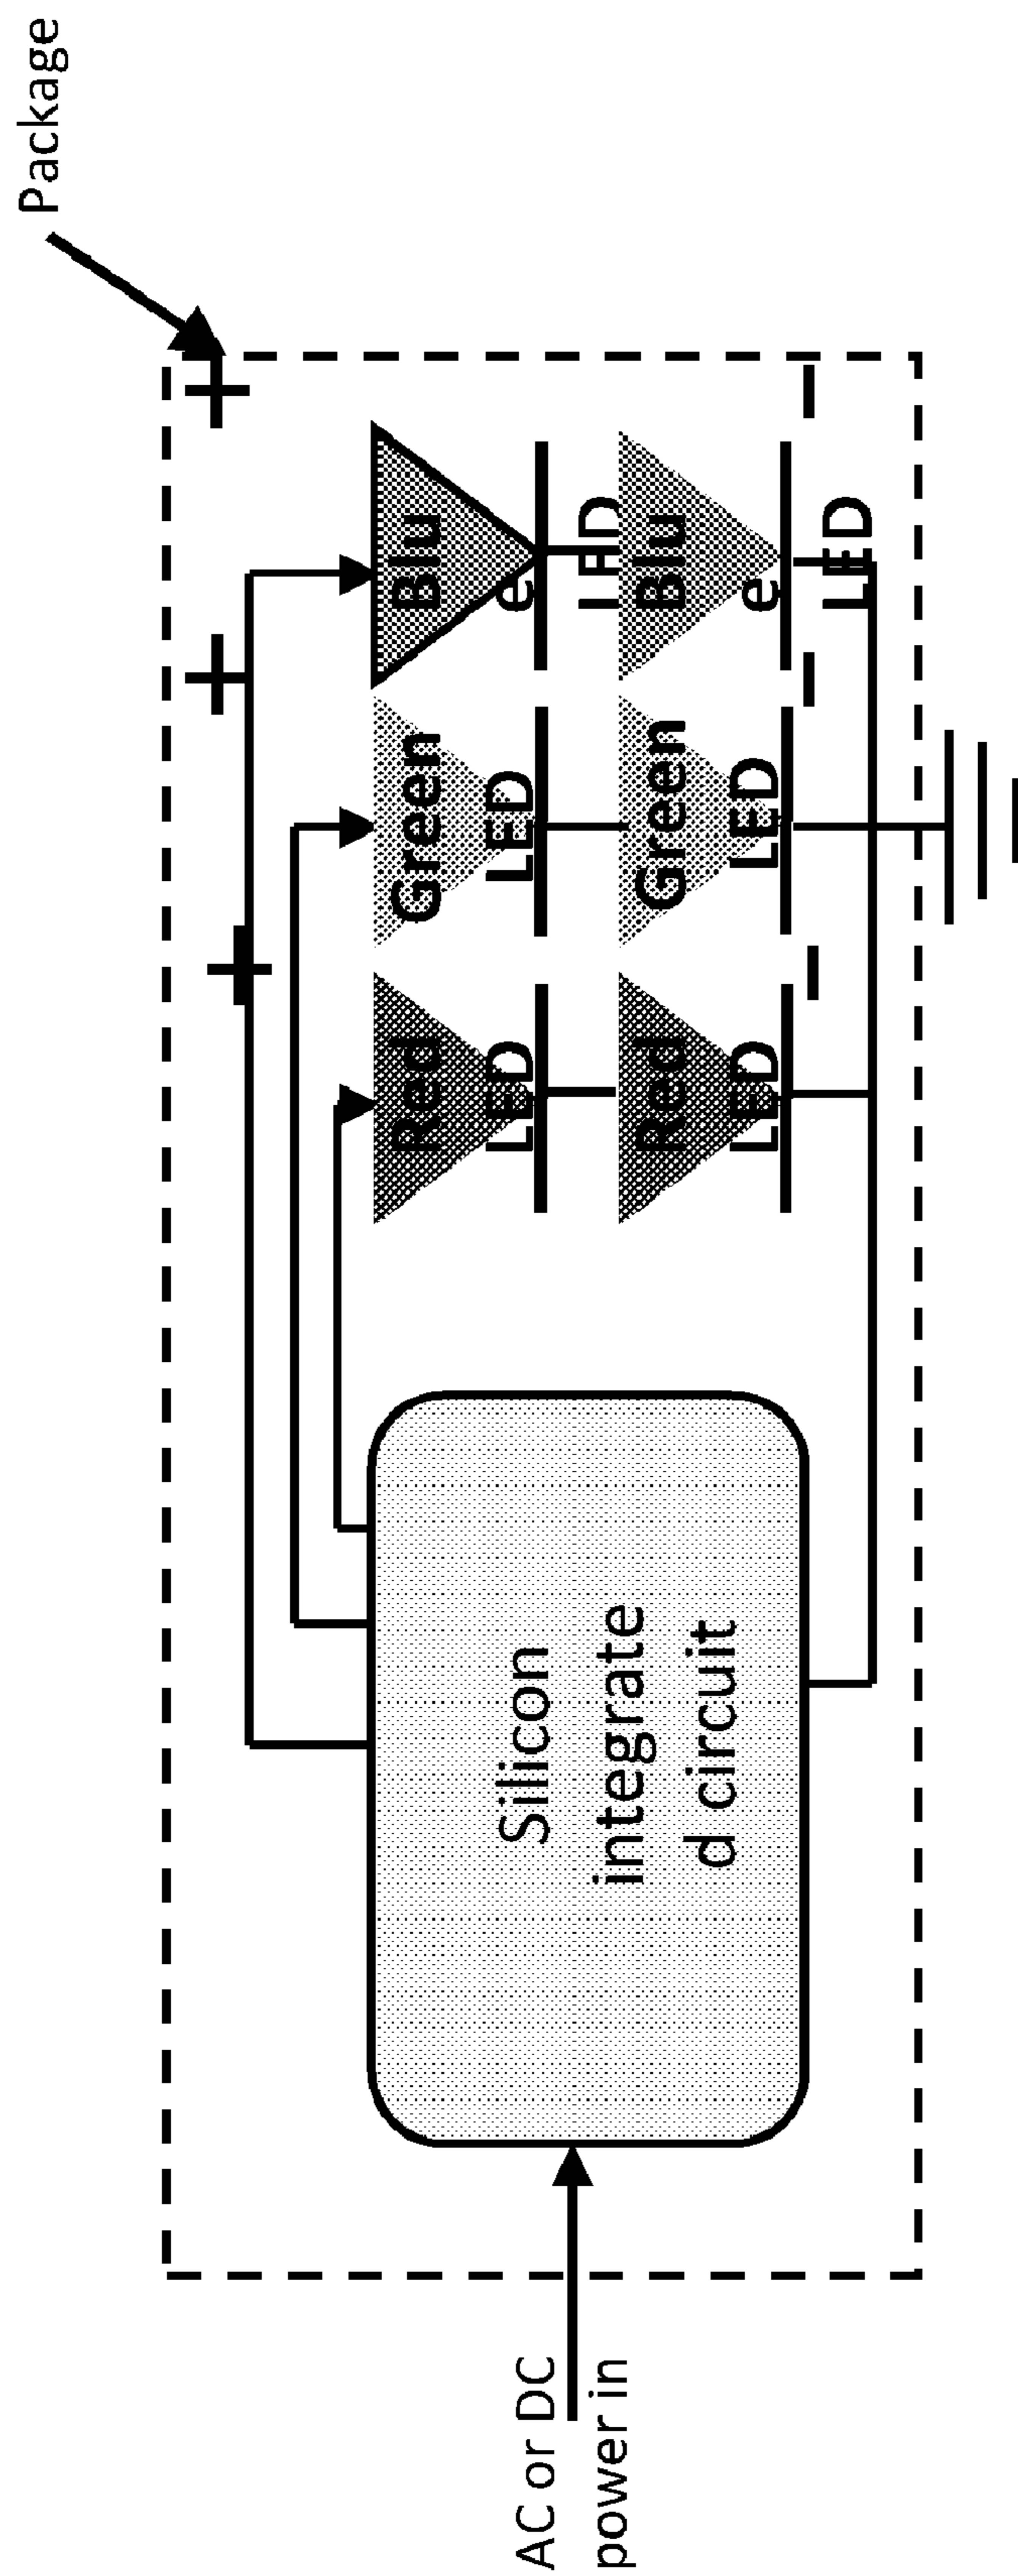 Package
+
+
+
AC or DC
power in
Silicon
integrate
d circuit
Red
LED
Green
LED
Blu
e
LED
Red
LED
Green
LED
Blu
e
LED
–
–
–